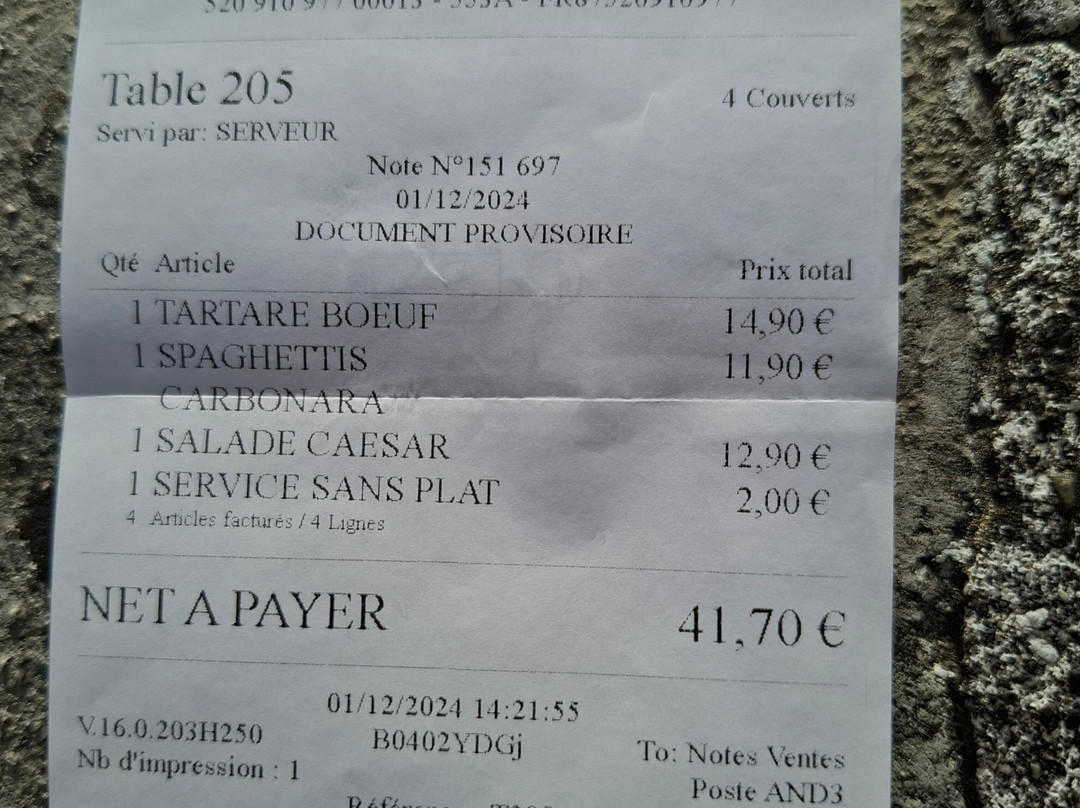 Table 205
4 Couverts
Servi par: SERVEUR
Note N°151 697
01/12/2024
DOCUMENT PROVISOIRE
Qté Article Prix total
1 TARTARE BOEUF 14,90 €
1 SPAGHETTIS 11,90 €
CARBONARA
1 SALADE CAESAR 12,90 €
1 SERVICE SANS PLAT 2,00 €
4 Articles facturés / 4 Lignes
NET A PAYER 41,70 €
01/12/2024 14:21:55
V.16.0.203H250
B0402YDGj
To: Notes Ventes
Nb d'impression : 1
Poste AND3